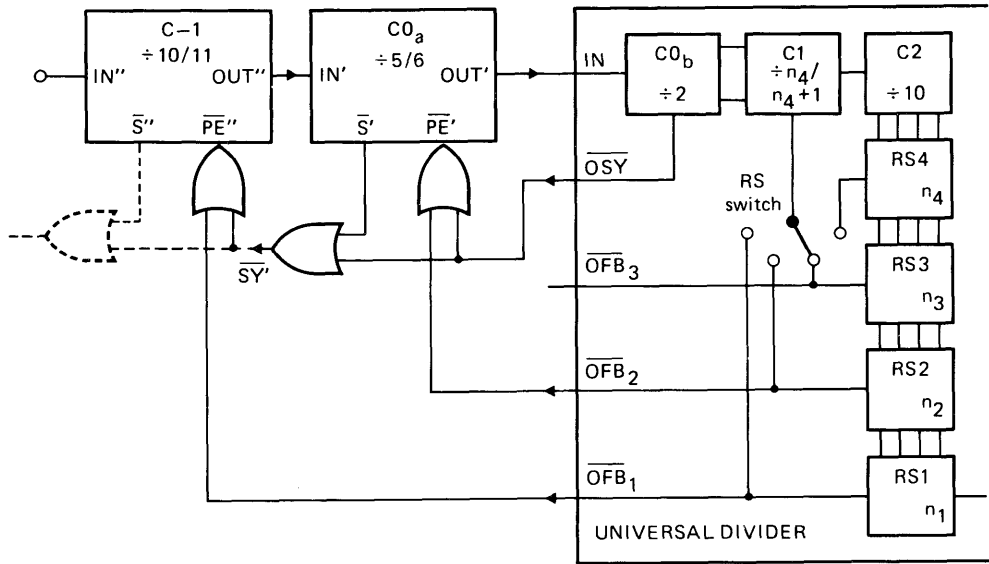 C−1
÷ 10/11
IN" OUT"
S̅" P̅E̅"
C0a
÷ 5/6
IN' OUT'
S̅' P̅E̅'
S̅Y̅'
IN
C0b
÷ 2
C1
÷ n4/
n4+1
C2
÷ 10
O̅S̅Y̅
RS
switch
RS4
n4
O̅F̅B̅3
RS3
n3
O̅F̅B̅2
RS2
n2
O̅F̅B̅1
RS1
n1
UNIVERSAL DIVIDER